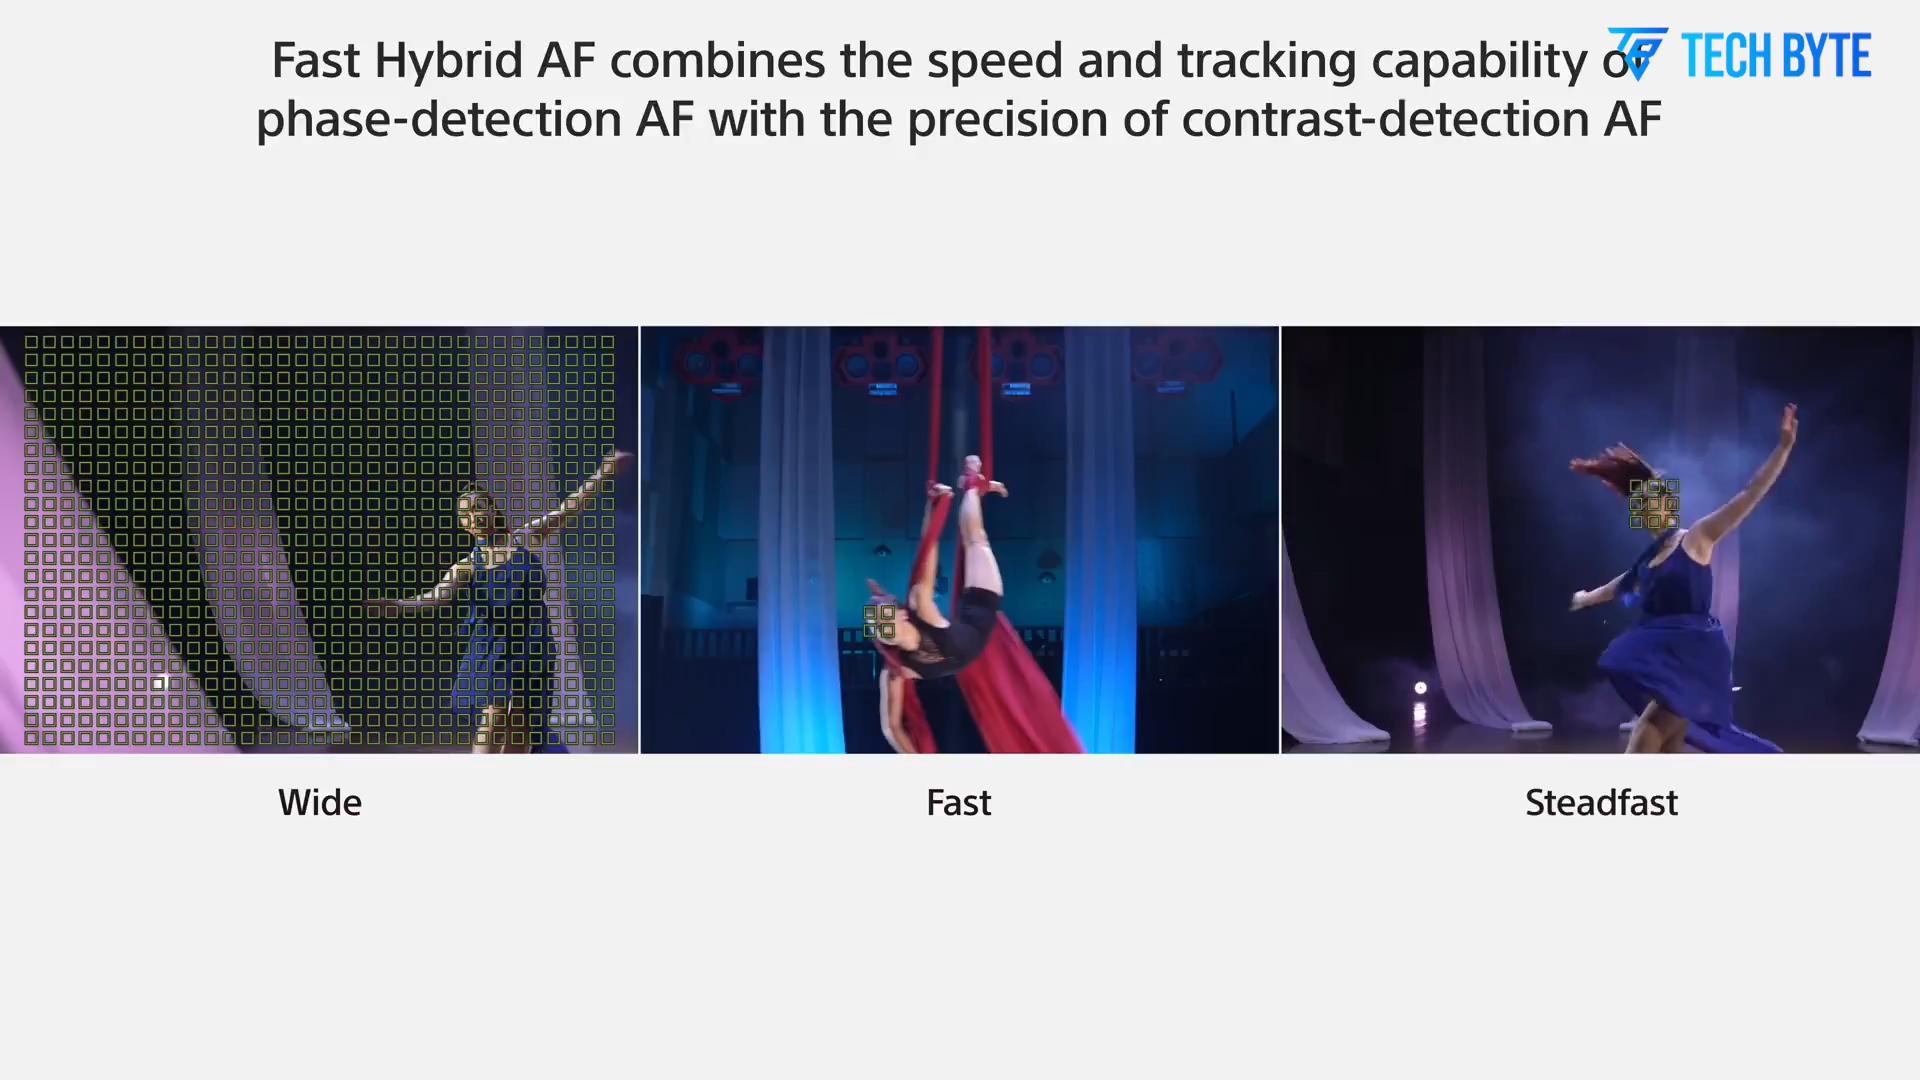 Fast Hybrid AF combines the speed and tracking capability of
phase-detection AF with the precision of contrast-detection AF
TECH BYTE
Wide
Fast
Steadfast